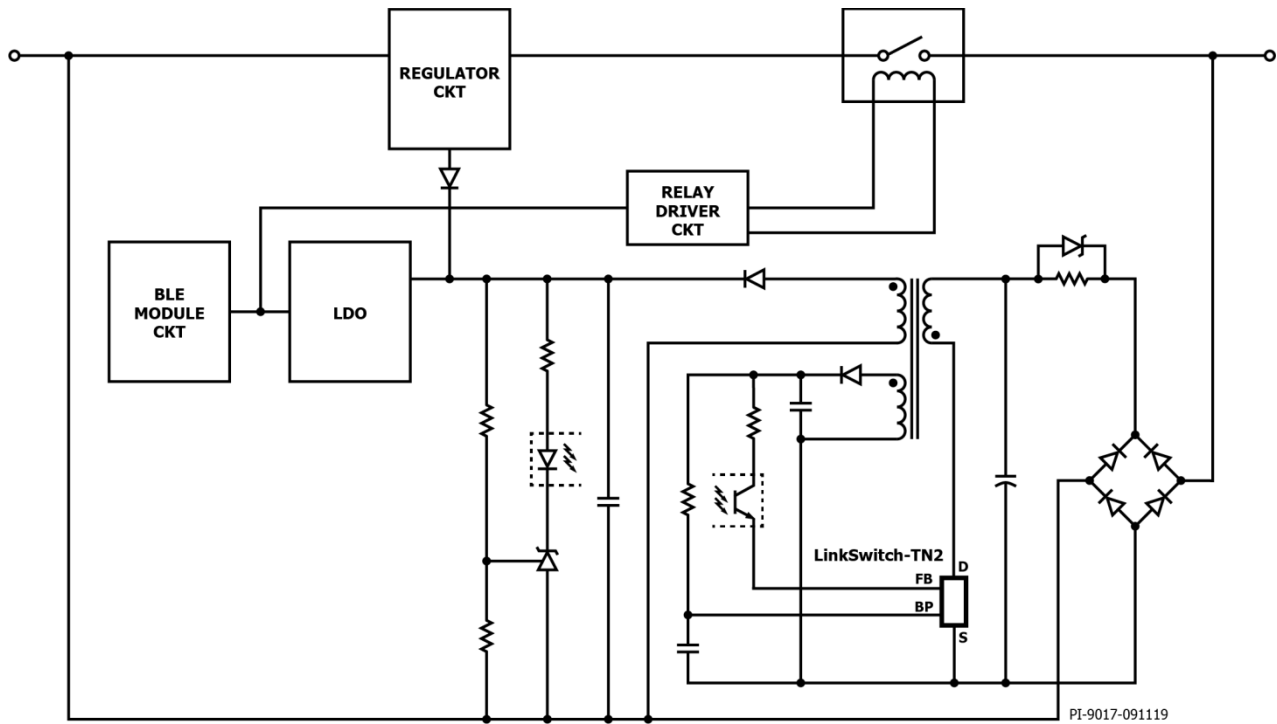 REGULATOR
CKT
RELAY
DRIVER
CKT
BLE
MODULE
CKT
LDO
LinkSwitch-TN2
D
FB
BP
S
PI-9017-091119